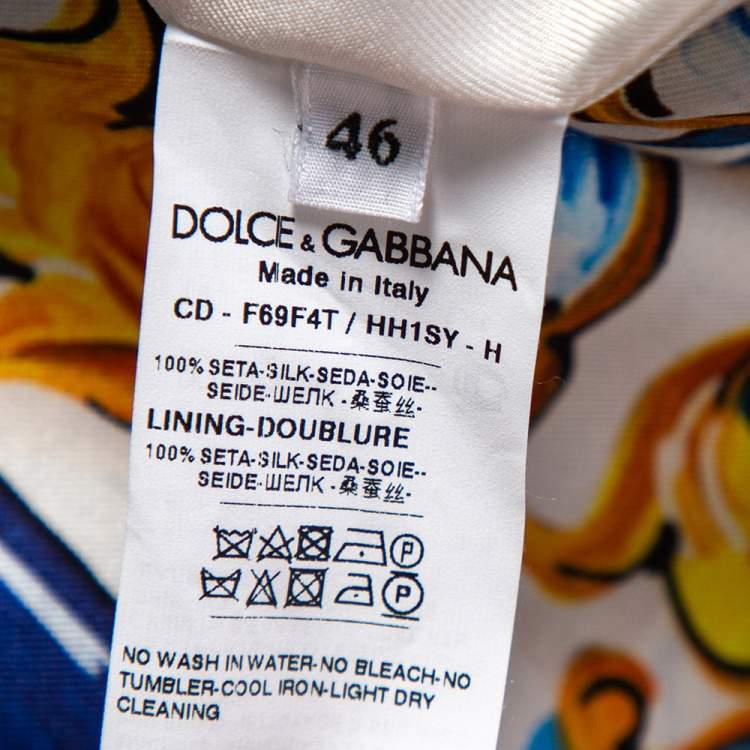 46
DOLCE & GABBANA
Made in Italy
CD - F69F4T / HH1SY - H
100% SETA-SILK-SEDA-SOIE--
SEIDE-ШЕЛК -桑蚕丝-
LINING-DOUBLURE
100% SETA-SILK-SEDA-SOIE--
SEIDE-ШЕЛК -桑蚕丝-
P
P
NO WASH IN WATER-NO BLEACH-NO
TUMBLER-COOL IRON-LIGHT DRY
CLEANING